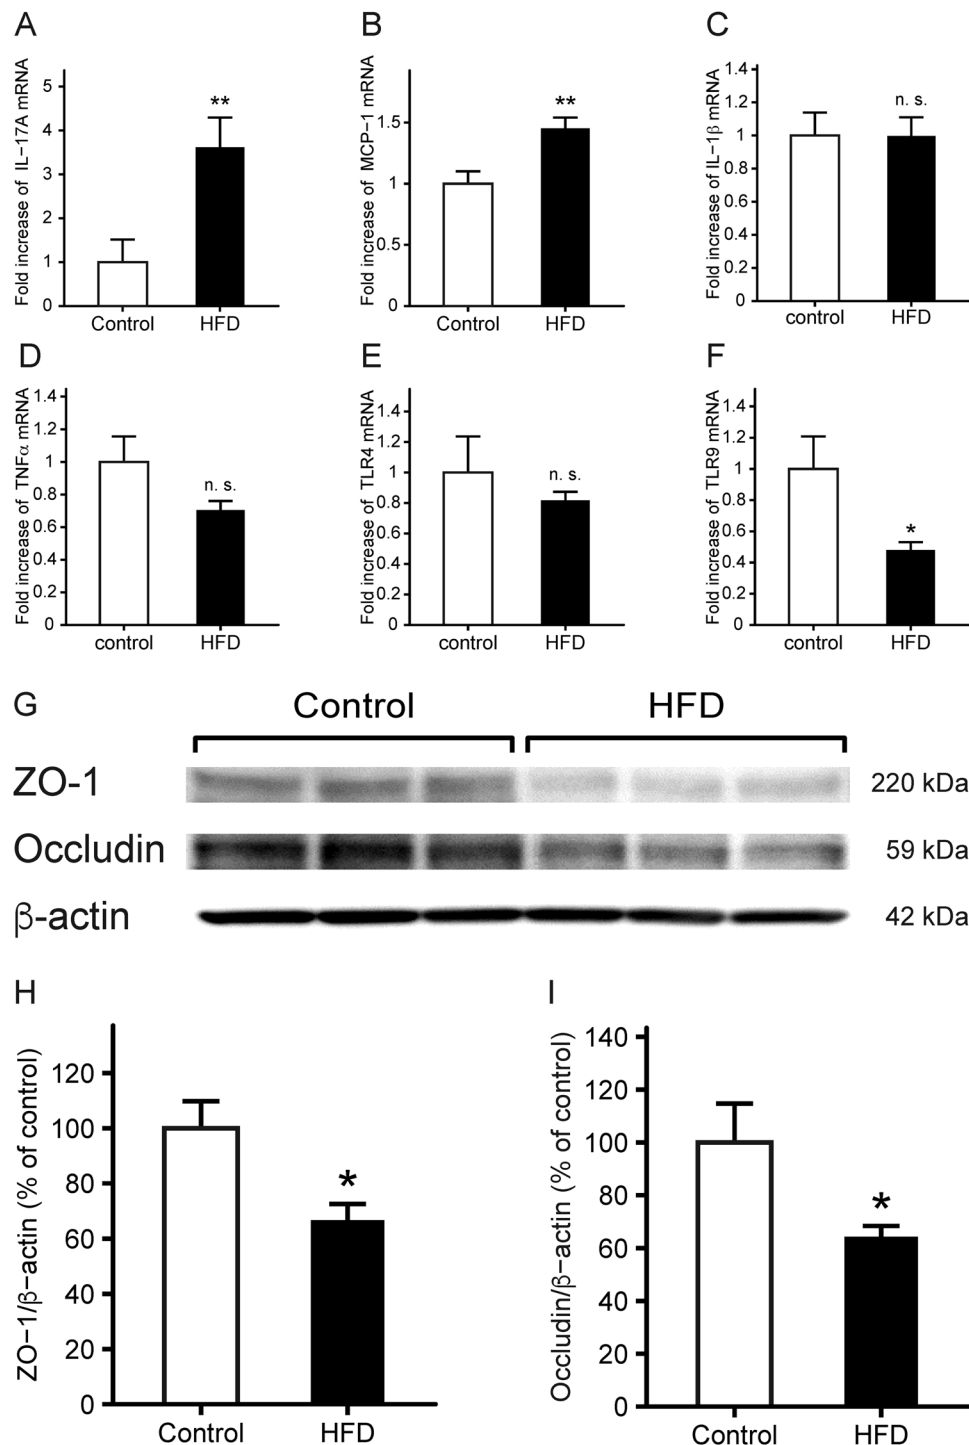 A
Fold increase of IL−17A mRNA
5
4
3
2
1
0
**
Control
HFD
B
Fold increase of MCP−1 mRNA
1.5
1
0.5
0
**
Control
HFD
C
Fold increase of IL−1β mRNA
1.4
1.2
1
0.8
0.6
0.4
0.2
0
n. s.
control
HFD
D
Fold increase of TNFα mRNA
1.4
1.2
1
0.8
0.6
0.4
0.2
0
n. s.
control
HFD
E
Fold increase of TLR4 mRNA
1.4
1.2
1
0.8
0.6
0.4
0.2
0
n. s.
control
HFD
F
Fold increase of TLR9 mRNA
1.4
1.2
1
0.8
0.6
0.4
0.2
0
*
control
HFD
G
Control
HFD
ZO-1
220 kDa
Occludin
59 kDa
β-actin
42 kDa
H
ZO−1/β−actin (% of control)
120
100
80
60
40
20
0
*
Control
HFD
I
Occludin/β−actin (% of control)
140
120
100
80
60
40
20
0
*
Control
HFD